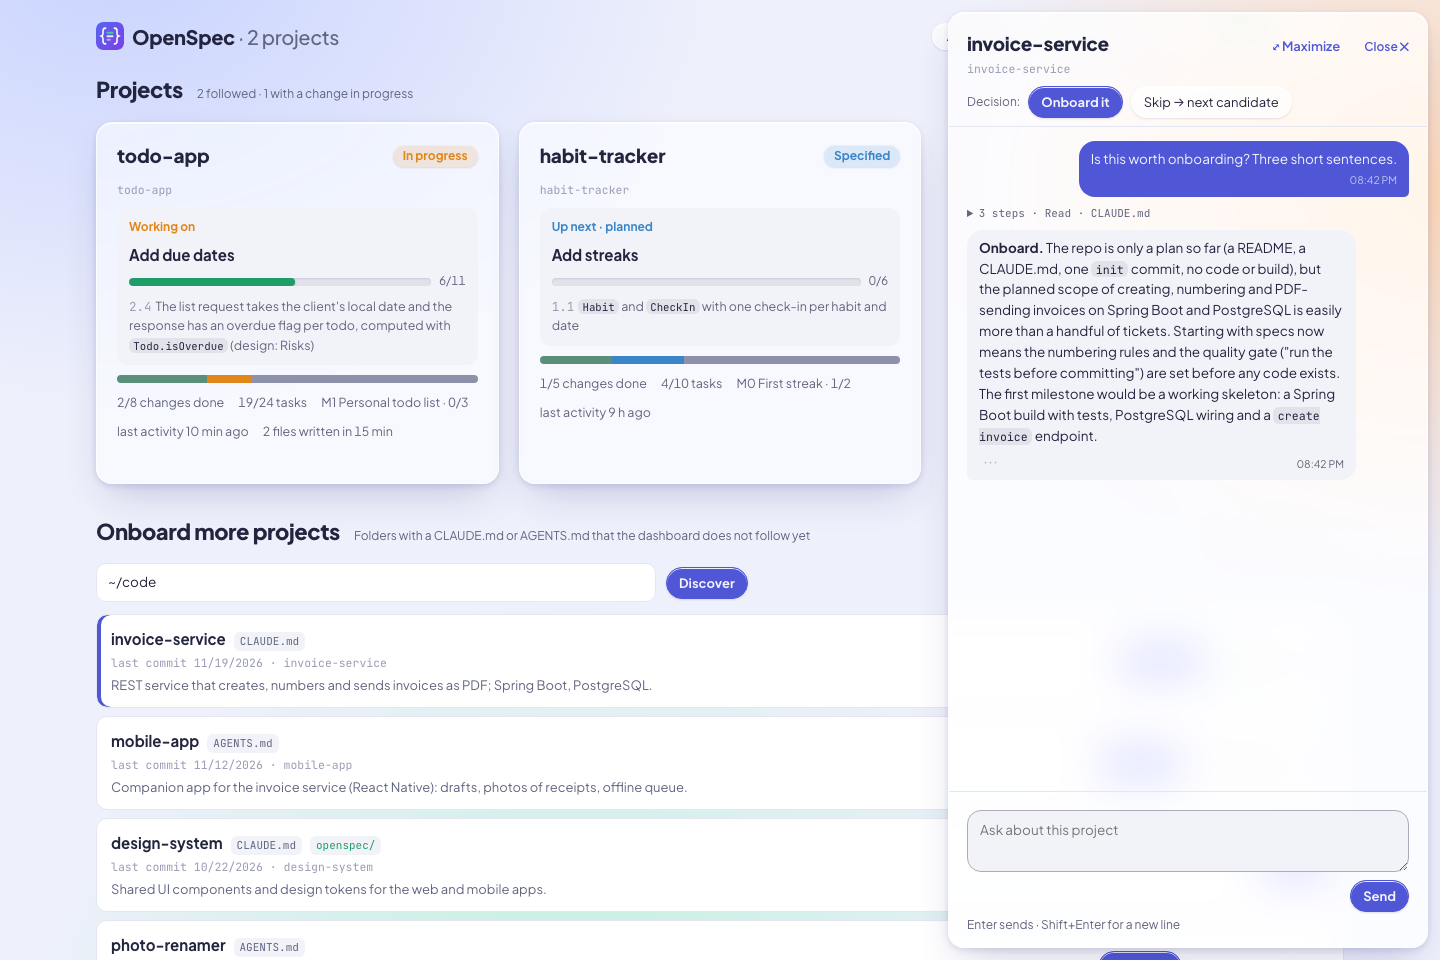 OpenSpec · 2 projects
Projects 2 followed · 1 with a change in progress
todo-app In progress
todo-app
Working on
Add due dates
6/11
2.4 The list request takes the client's local date and the
response has an overdue flag per todo, computed with
Todo.isOverdue (design: Risks)
2/8 changes done 19/24 tasks M1 Personal todo list · 0/3
last activity 10 min ago 2 files written in 15 min
habit-tracker Specified
habit-tracker
Up next · planned
Add streaks
0/6
1.1 Habit and CheckIn with one check-in per habit and
date
1/5 changes done 4/10 tasks M0 First streak · 1/2
last activity 9 h ago
Onboard more projects Folders with a CLAUDE.md or AGENTS.md that the dashboard does not follow yet
~/code Discover
invoice-service CLAUDE.md
last commit 11/19/2026 · invoice-service
REST service that creates, numbers and sends invoices as PDF; Spring Boot, PostgreSQL.
mobile-app AGENTS.md
last commit 11/12/2026 · mobile-app
Companion app for the invoice service (React Native): drafts, photos of receipts, offline queue.
design-system CLAUDE.md openspec/
last commit 10/22/2026 · design-system
Shared UI components and design tokens for the web and mobile apps.
photo-renamer AGENTS.md
invoice-service Maximize Close
invoice-service
Decision: Onboard it Skip → next candidate
Is this worth onboarding? Three short sentences.
08:42 PM
▶ 3 steps · Read · CLAUDE.md
Onboard. The repo is only a plan so far (a README, a
CLAUDE.md, one init commit, no code or build), but
the planned scope of creating, numbering and PDF-
sending invoices on Spring Boot and PostgreSQL is easily
more than a handful of tickets. Starting with specs now
means the numbering rules and the quality gate ("run the
tests before committing") are set before any code exists.
The first milestone would be a working skeleton: a Spring
Boot build with tests, PostgreSQL wiring and a create
invoice endpoint.
··· 08:42 PM
Ask about this project
Send
Enter sends · Shift+Enter for a new line